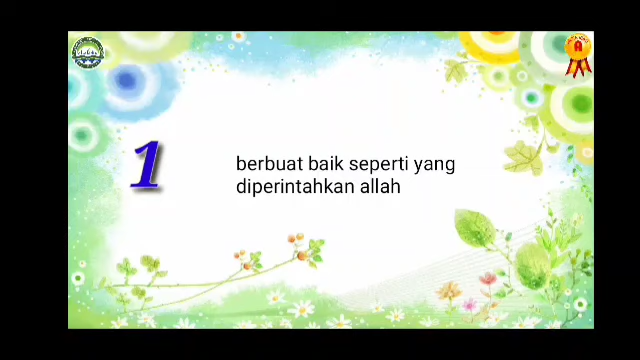 1
berbuat baik seperti yang
diperintahkan allah
A